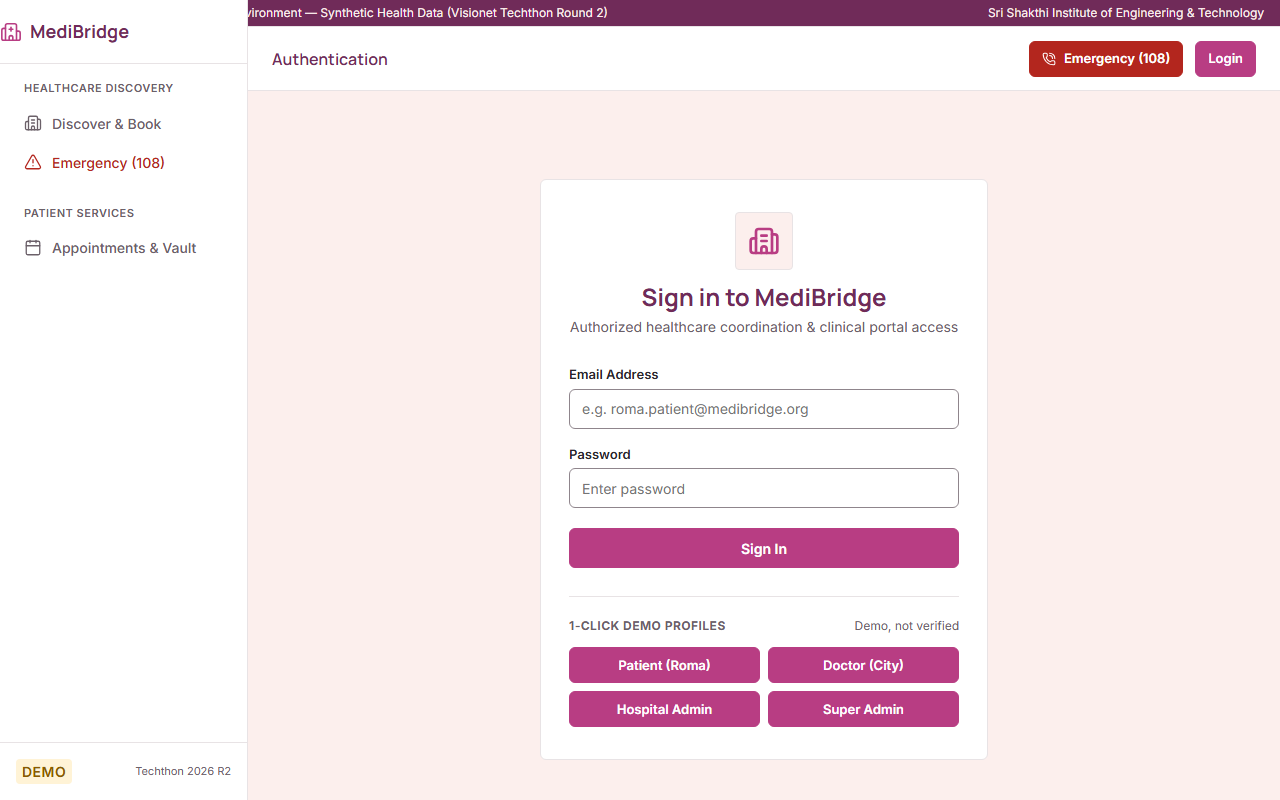 MediBridge
HEALTHCARE DISCOVERY
Discover & Book
Emergency (108)
PATIENT SERVICES
Appointments & Vault
DEMO
Techthon 2026 R2
— Synthetic Health Data (Visionet Techthon Round 2)
Sri Shakthi Institute of Engineering & Technology
Authentication
Emergency (108)
Login
Sign in to MediBridge
Authorized healthcare coordination & clinical portal access
Email Address
e.g. roma.patient@medibridge.org
Password
Enter password
Sign In
1-CLICK DEMO PROFILES
Demo, not verified
Patient (Roma)
Doctor (City)
Hospital Admin
Super Admin